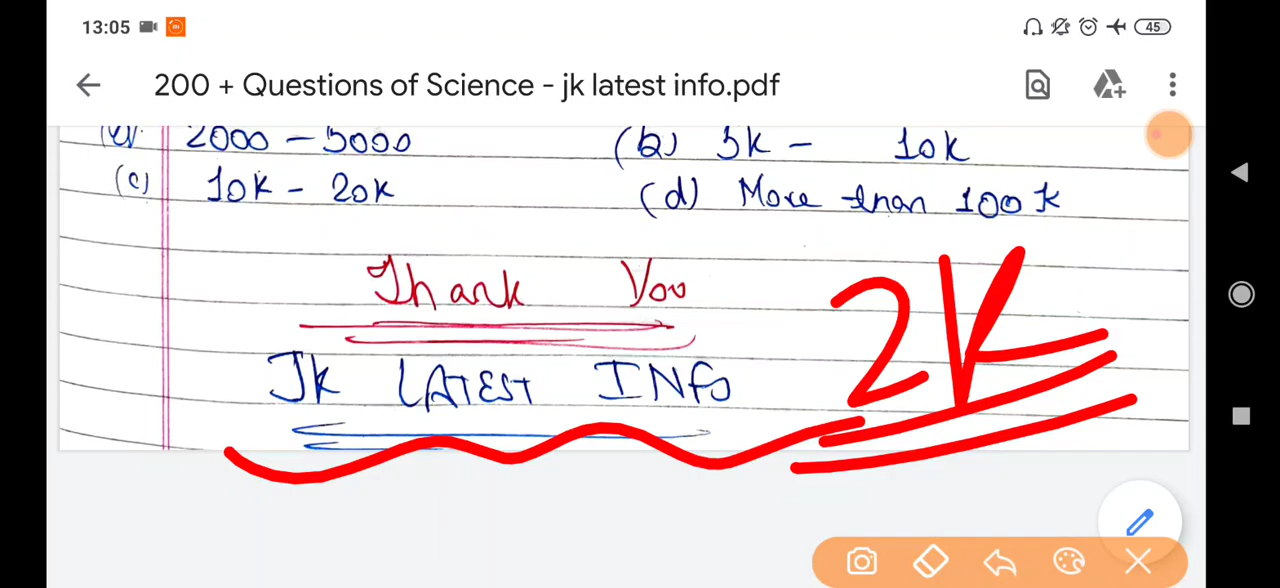 13:05 45
200 + Questions of Science - jk latest info.pdf
2000 - 5000 (b) 5k - 10k
(c) 10k - 20k (d) More than 100k
Thank You
2K
Jk LATEST INFO